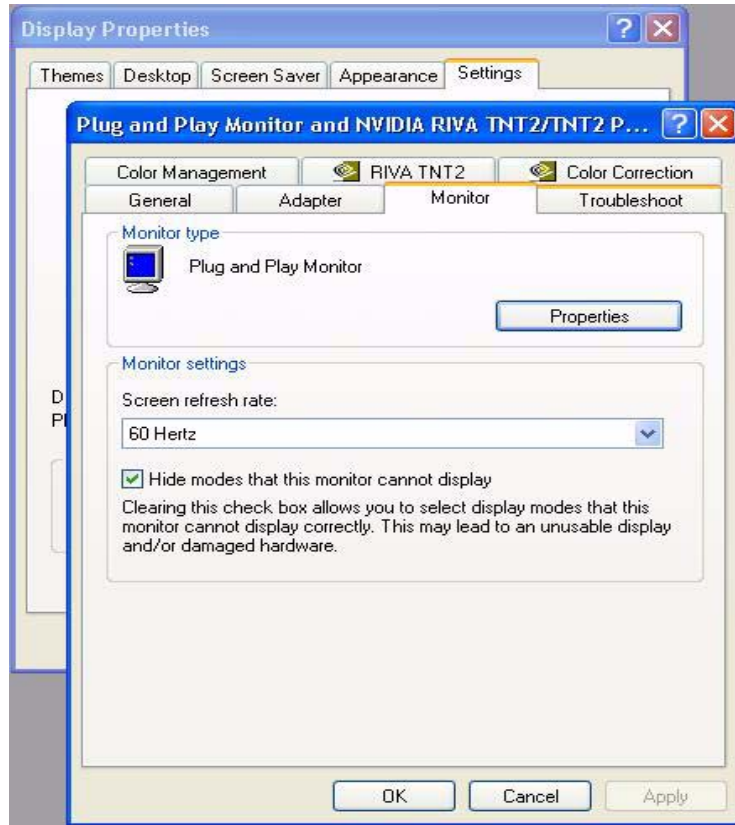 Display Properties
Themes Desktop Screen Saver Appearance Settings
Plug and Play Monitor and NVIDIA RIVA TNT2/TNT2 P...
Color Management RIVA TNT2 Color Correction
General Adapter Monitor Troubleshoot
Monitor type
Plug and Play Monitor
Properties
Monitor settings
D
Screen refresh rate:
Pl
60 Hertz
Hide modes that this monitor cannot display
Clearing this check box allows you to select display modes that this
monitor cannot display correctly. This may lead to an unusable display
and/or damaged hardware.
OK Cancel Apply